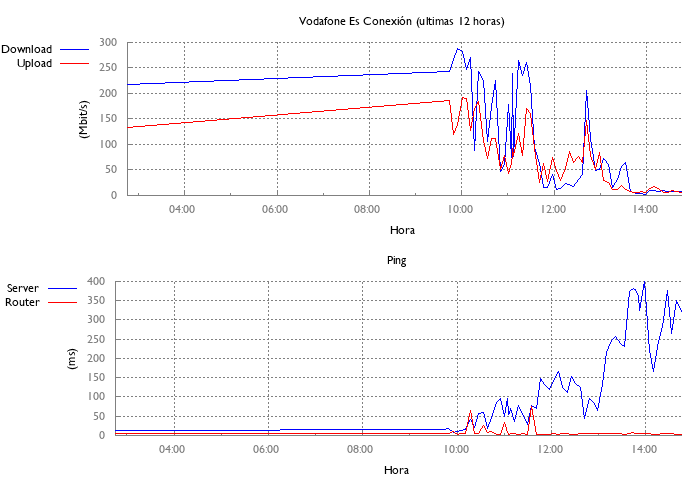 Vodafone Es Conexión (ultimas 12 horas)
Download
Upload
300
250
200
150
100
50
0
(Mbit/s)
04:00 06:00 08:00 10:00 12:00 14:00
Hora
Ping
Server
Router
400
350
300
250
200
150
100
50
0
(ms)
04:00 06:00 08:00 10:00 12:00 14:00
Hora